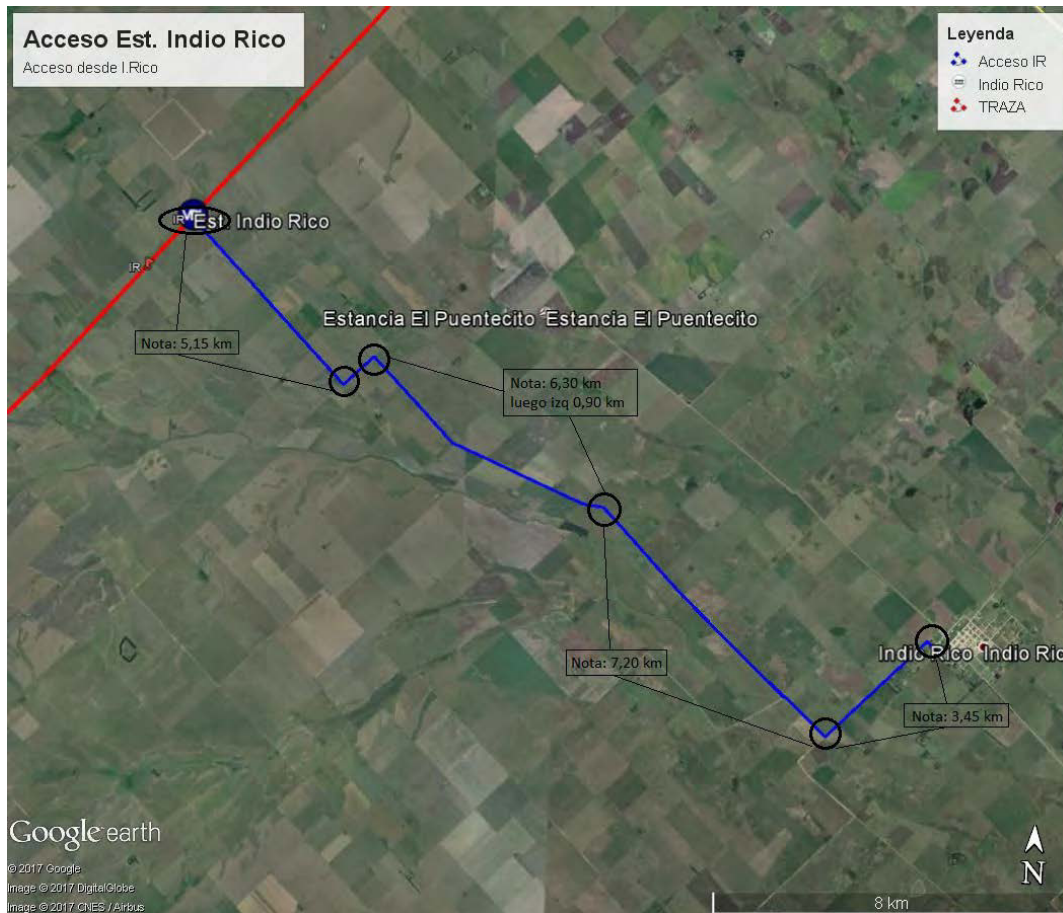 Acceso Est. Indio Rico
Acceso desde I.Rico
Leyenda
Acceso IR
Indio Rico
TRAZA
IR
Est. Indio Rico
IR
Estancia El Puentecito
Estancia El Puentecito
Nota: 5,15 km
Nota: 6,30 km
luego izq 0,90 km
Nota: 7,20 km
Indio Rico
Indio Ric
Nota: 3,45 km
Google earth
© 2017 Google
Image © 2017 DigitalGlobe
Image © 2017 CNES / Airbus
N
8 km